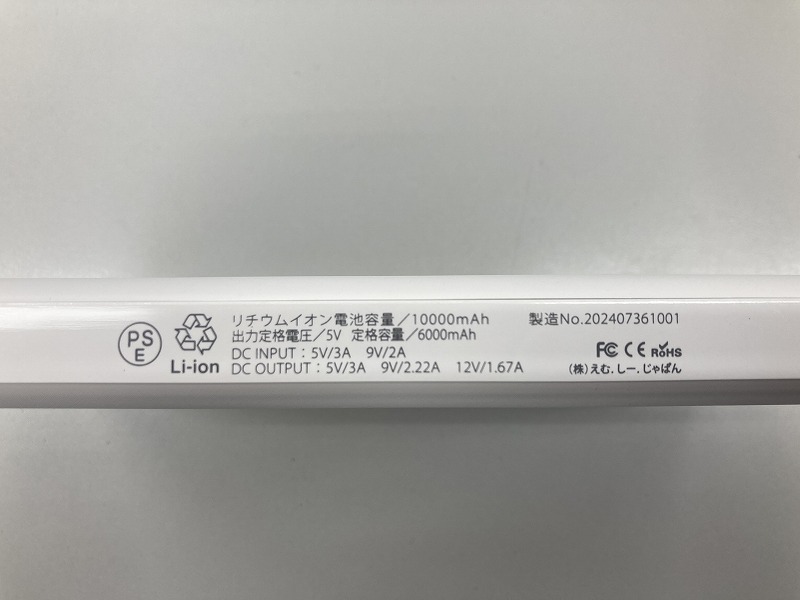 PS
E
Li-ion
リチウムイオン電池容量/10000mAh
出力定格電圧/5V 定格容量/6000mAh
DC INPUT:5V/3A 9V/2A
DC OUTPUT:5V/3A 9V/2.22A 12V/1.67A
製造No.202407361001
FC CE RoHS
(株)えむ.しー.じゃぱん